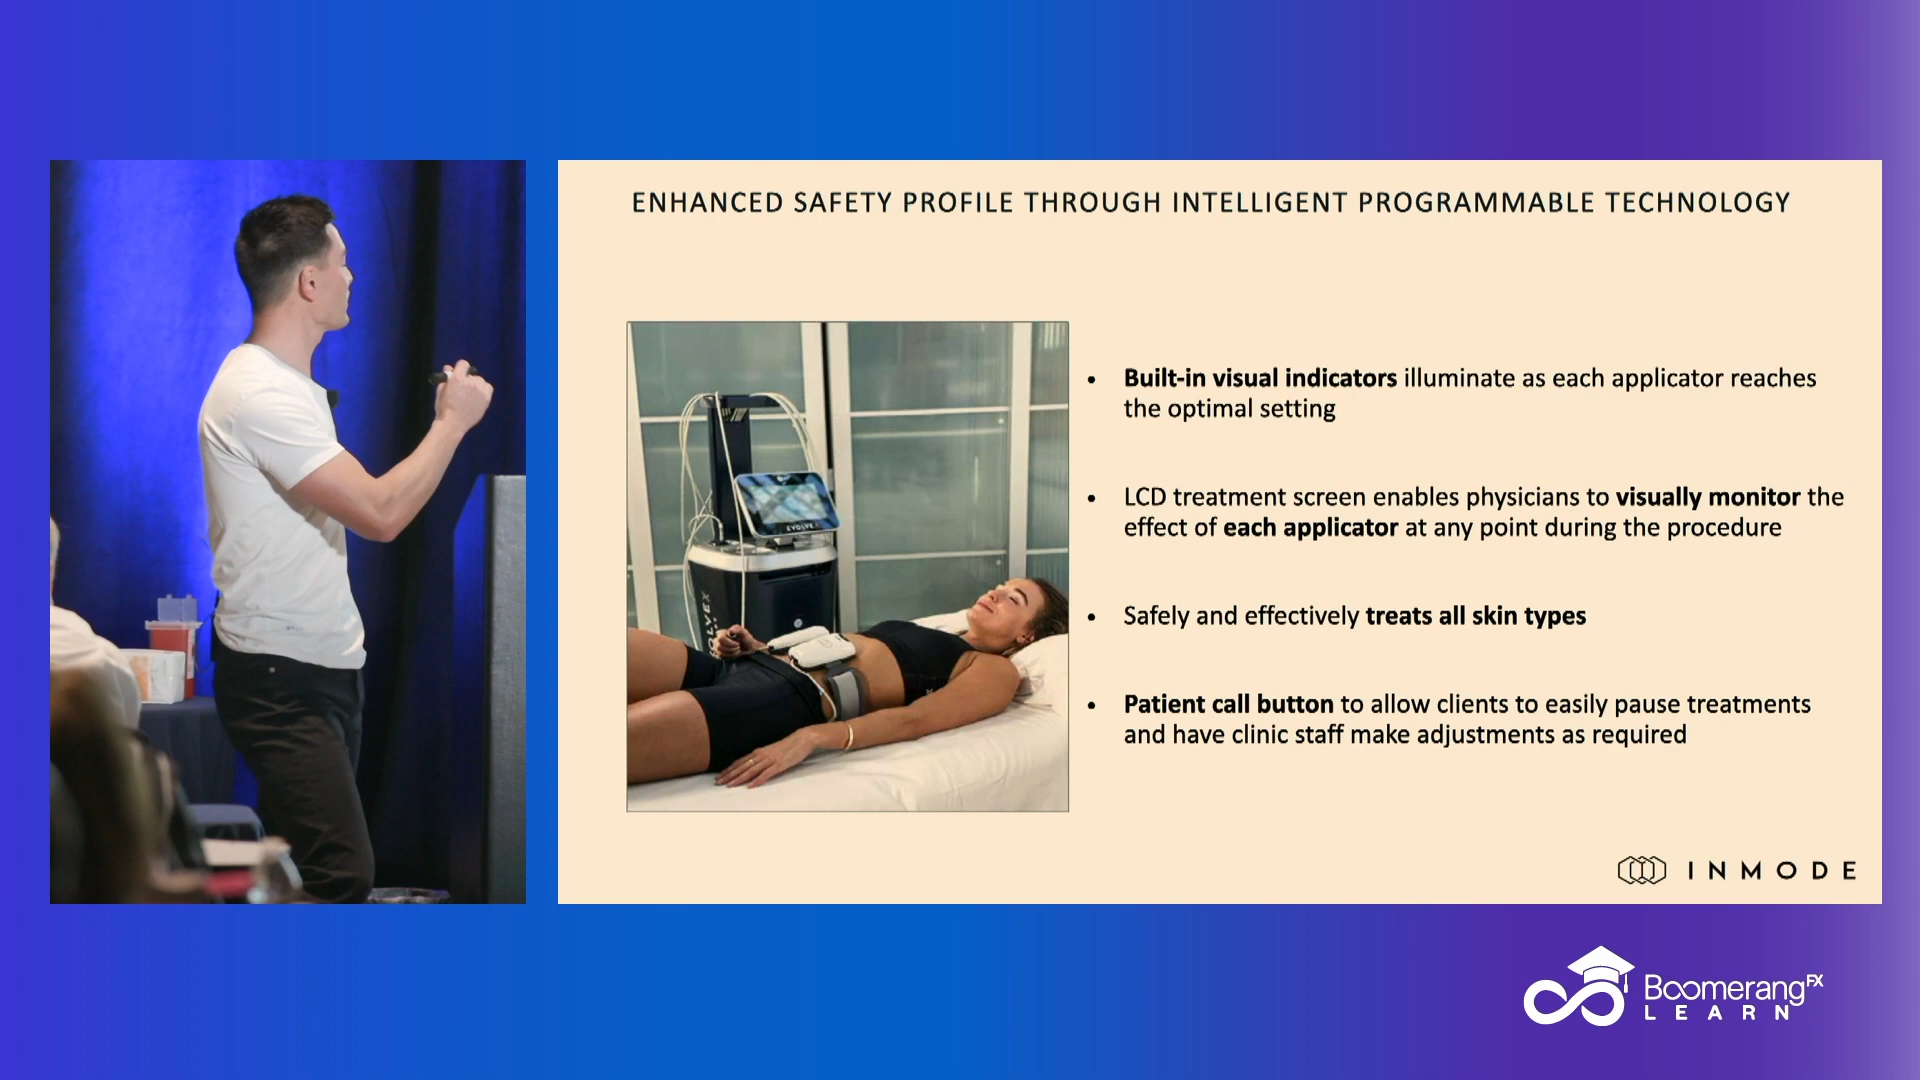 ENHANCED SAFETY PROFILE THROUGH INTELLIGENT PROGRAMMABLE TECHNOLOGY
Built-in visual indicators illuminate as each applicator reaches
the optimal setting
LCD treatment screen enables physicians to visually monitor the
effect of each applicator at any point during the procedure
Safely and effectively treats all skin types
Patient call button to allow clients to easily pause treatments
and have clinic staff make adjustments as required
EVOLVE
INMODE
BoomerangFX
LEARN